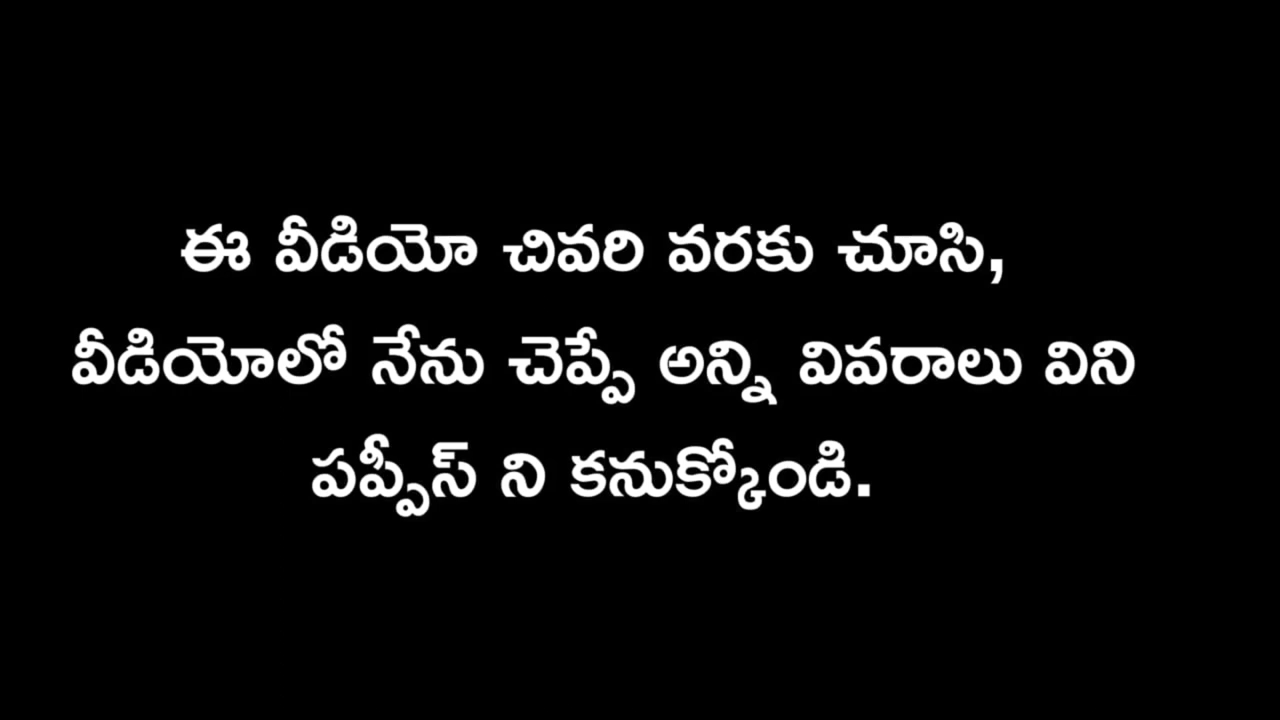 ఈ వీడియో చివరి వరకు చూసి,
వీడియోలో నేను చెప్పే అన్ని వివరాలు విని
పప్పీస్ ని కనుక్కోండి.